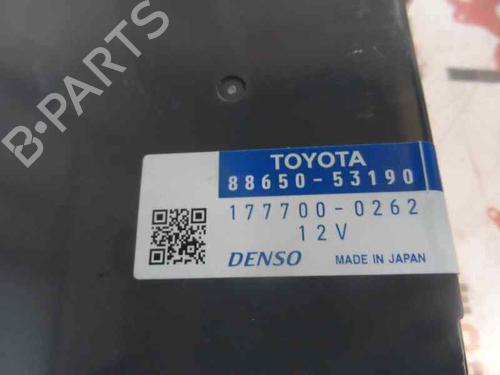 B-PARTS
TOYOTA
88650-53190
177700-0262
12V
DENSO MADE IN JAPAN